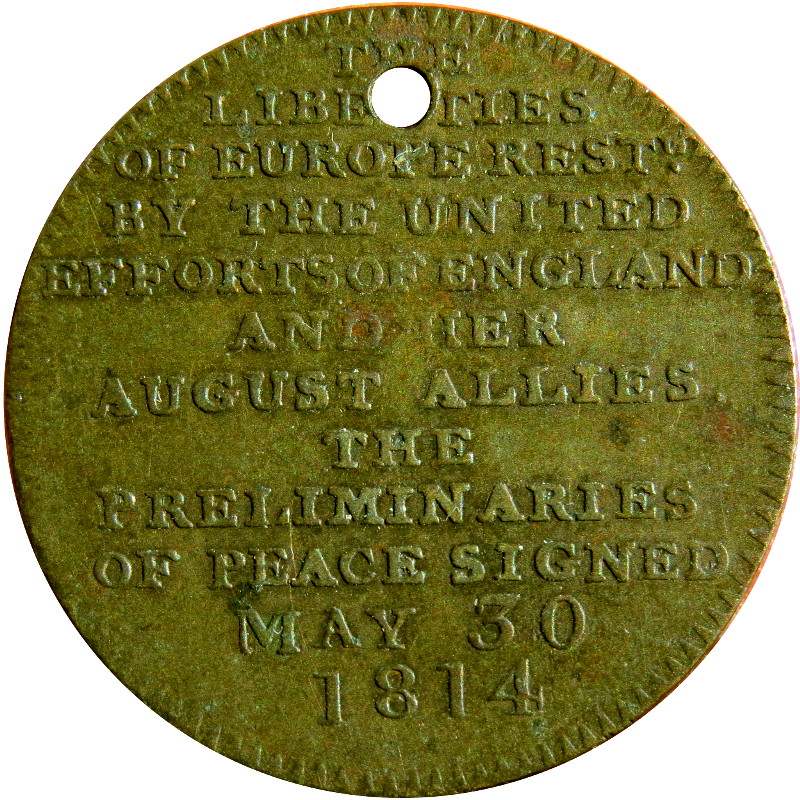 THE
LIBERTIES
OF EUROPE RESTD
BY THE UNITED
EFFORTS OF ENGLAND
AND HER
AUGUST ALLIES.
THE
PRELIMINARIES
OF PEACE SIGNED
MAY 30
1814